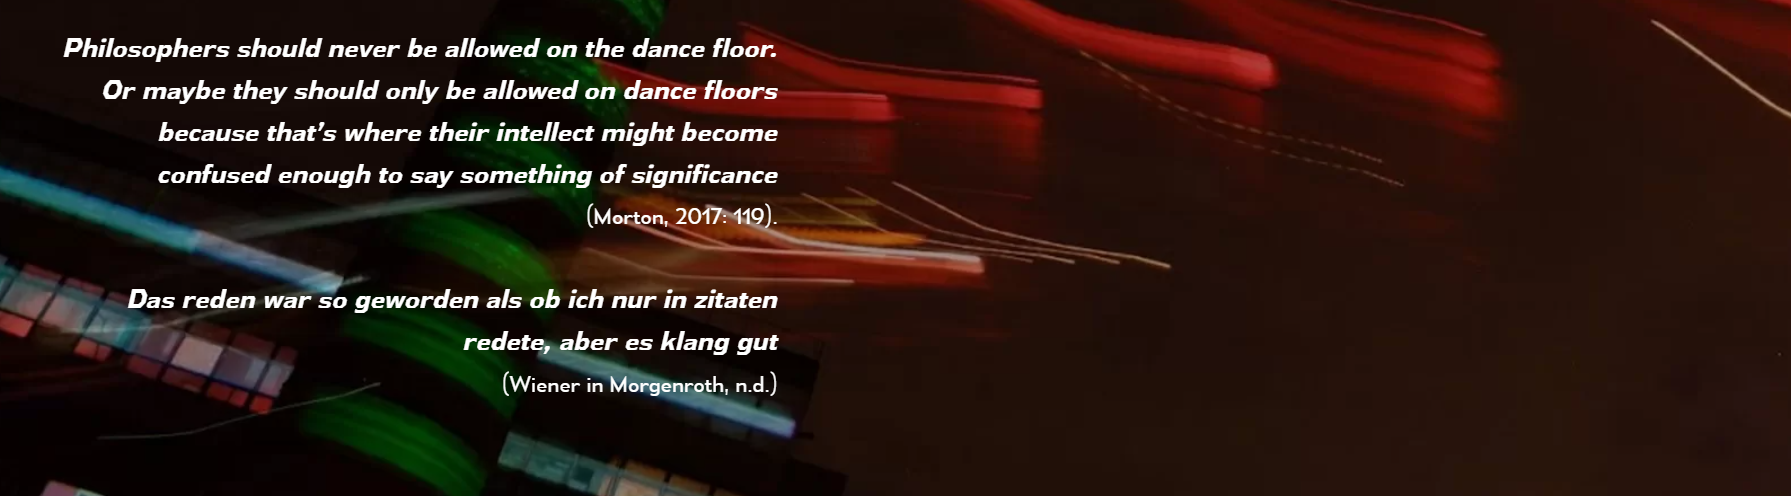 Philosophers should never be allowed on the dance floor.
Or maybe they should only be allowed on dance floors
because that’s where their intellect might become
confused enough to say something of significance
(Morton, 2017: 119).
Das reden war so geworden als ob ich nur in zitaten
redete, aber es klang gut
(Wiener in Morgenroth, n.d.)